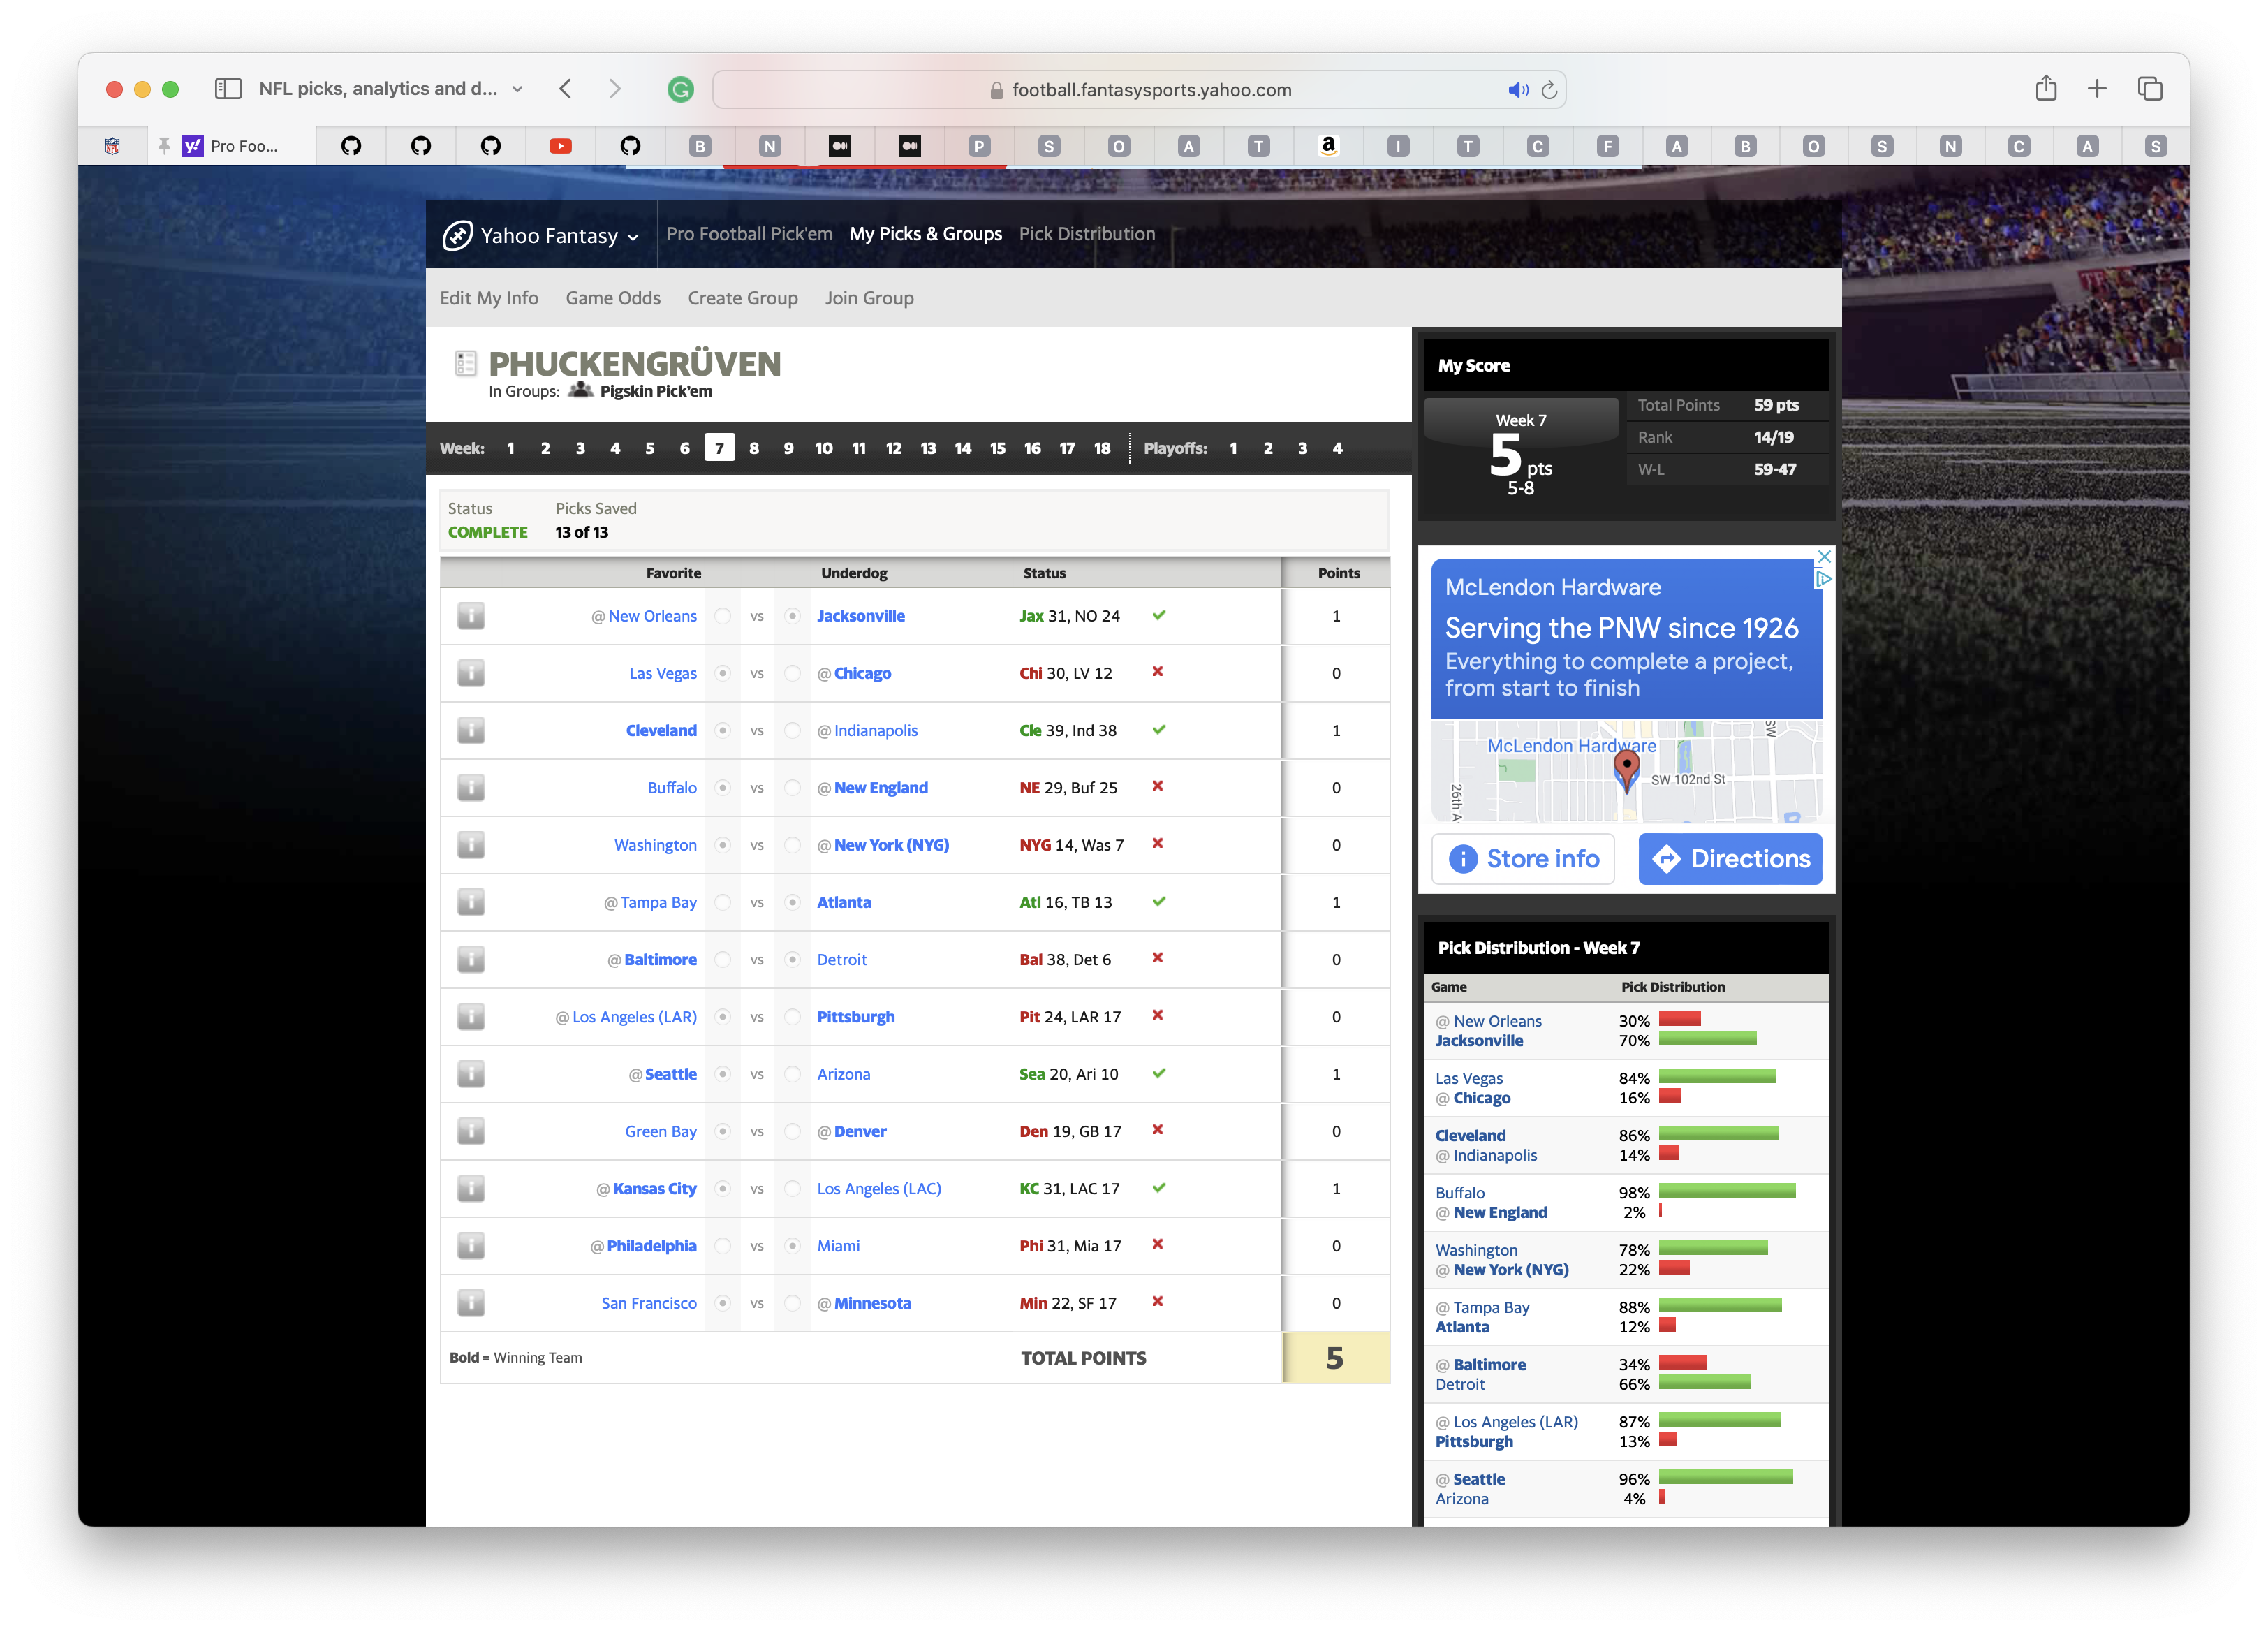 NFL picks, analytics and d...
football.fantasysports.yahoo.com
NFL
y! Pro Foo...
B N P S O A T a I T C F A B O S N C A S
Yahoo Fantasy
Pro Football Pick'em My Picks & Groups Pick Distribution
Edit My Info Game Odds Create Group Join Group
PHUCKENGRÜVEN
In Groups: Pigskin Pick'em
Week: 1 2 3 4 5 6 7 8 9 10 11 12 13 14 15 16 17 18 Playoffs: 1 2 3 4
Status Picks Saved
COMPLETE 13 of 13
Favorite Underdog Status Points
@ New Orleans vs Jacksonville Jax 31, NO 24 1
Las Vegas vs @ Chicago Chi 30, LV 12 0
Cleveland vs @ Indianapolis Cle 39, Ind 38 1
Buffalo vs @ New England NE 29, Buf 25 0
Washington vs @ New York (NYG) NYG 14, Was 7 0
@ Tampa Bay vs Atlanta Atl 16, TB 13 1
@ Baltimore vs Detroit Bal 38, Det 6 0
@ Los Angeles (LAR) vs Pittsburgh Pit 24, LAR 17 0
@ Seattle vs Arizona Sea 20, Ari 10 1
Green Bay vs @ Denver Den 19, GB 17 0
@ Kansas City vs Los Angeles (LAC) KC 31, LAC 17 1
@ Philadelphia vs Miami Phi 31, Mia 17 0
San Francisco vs @ Minnesota Min 22, SF 17 0
Bold = Winning Team TOTAL POINTS 5
My Score
Week 7
5 pts
5-8
Total Points 59 pts
Rank 14/19
W-L 59-47
McLendon Hardware
Serving the PNW since 1926
Everything to complete a project,
from start to finish
SW
McLendon Hardware
SW 102nd St
26th A
Store info Directions
Pick Distribution - Week 7
Game Pick Distribution
@ New Orleans 30%
Jacksonville 70%
Las Vegas 84%
@ Chicago 16%
Cleveland 86%
@ Indianapolis 14%
Buffalo 98%
@ New England 2%
Washington 78%
@ New York (NYG) 22%
@ Tampa Bay 88%
Atlanta 12%
@ Baltimore 34%
Detroit 66%
@ Los Angeles (LAR) 87%
Pittsburgh 13%
@ Seattle 96%
Arizona 4%